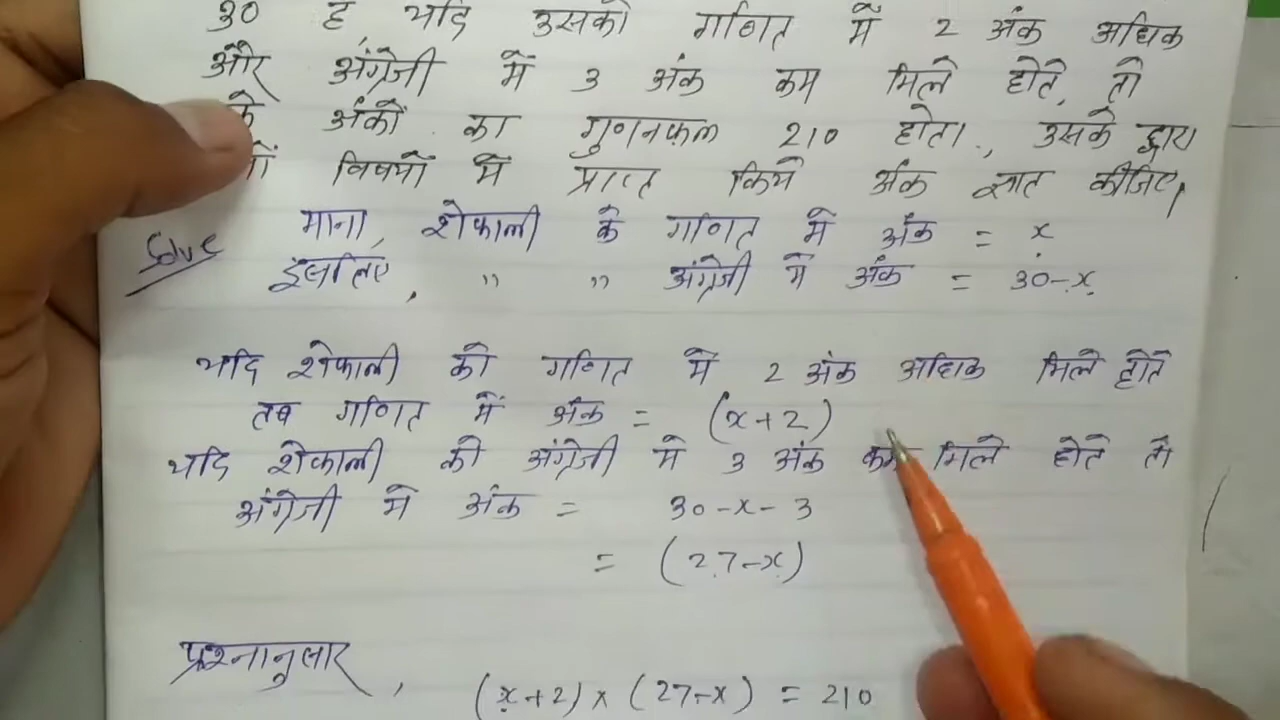 30 है, यदि उसको गणित में 2 अंक अधिक
और अंग्रेजी में 3 अंक कम मिले होते, तो
के अंकों का गुणनफल 210 होता।, उसके द्वारा
विषयों में प्राप्त किये अंक ज्ञात कीजिए,
Solve माना, शेफाली के गणित में अंक = x
इसलिए, " " अंग्रेजी में अंक = 30-x
यदि शेफाली को गणित में 2 अंक अधिक मिले होते
तब गणित में अंक = (x+2)
यदि शेफाली को अंग्रेजी में 3 अंक कम मिले होते तो
अंग्रेजी में अंक = 30-x-3
= (27-x)
प्रश्नानुसार,
(x+2) x (27-x) = 210